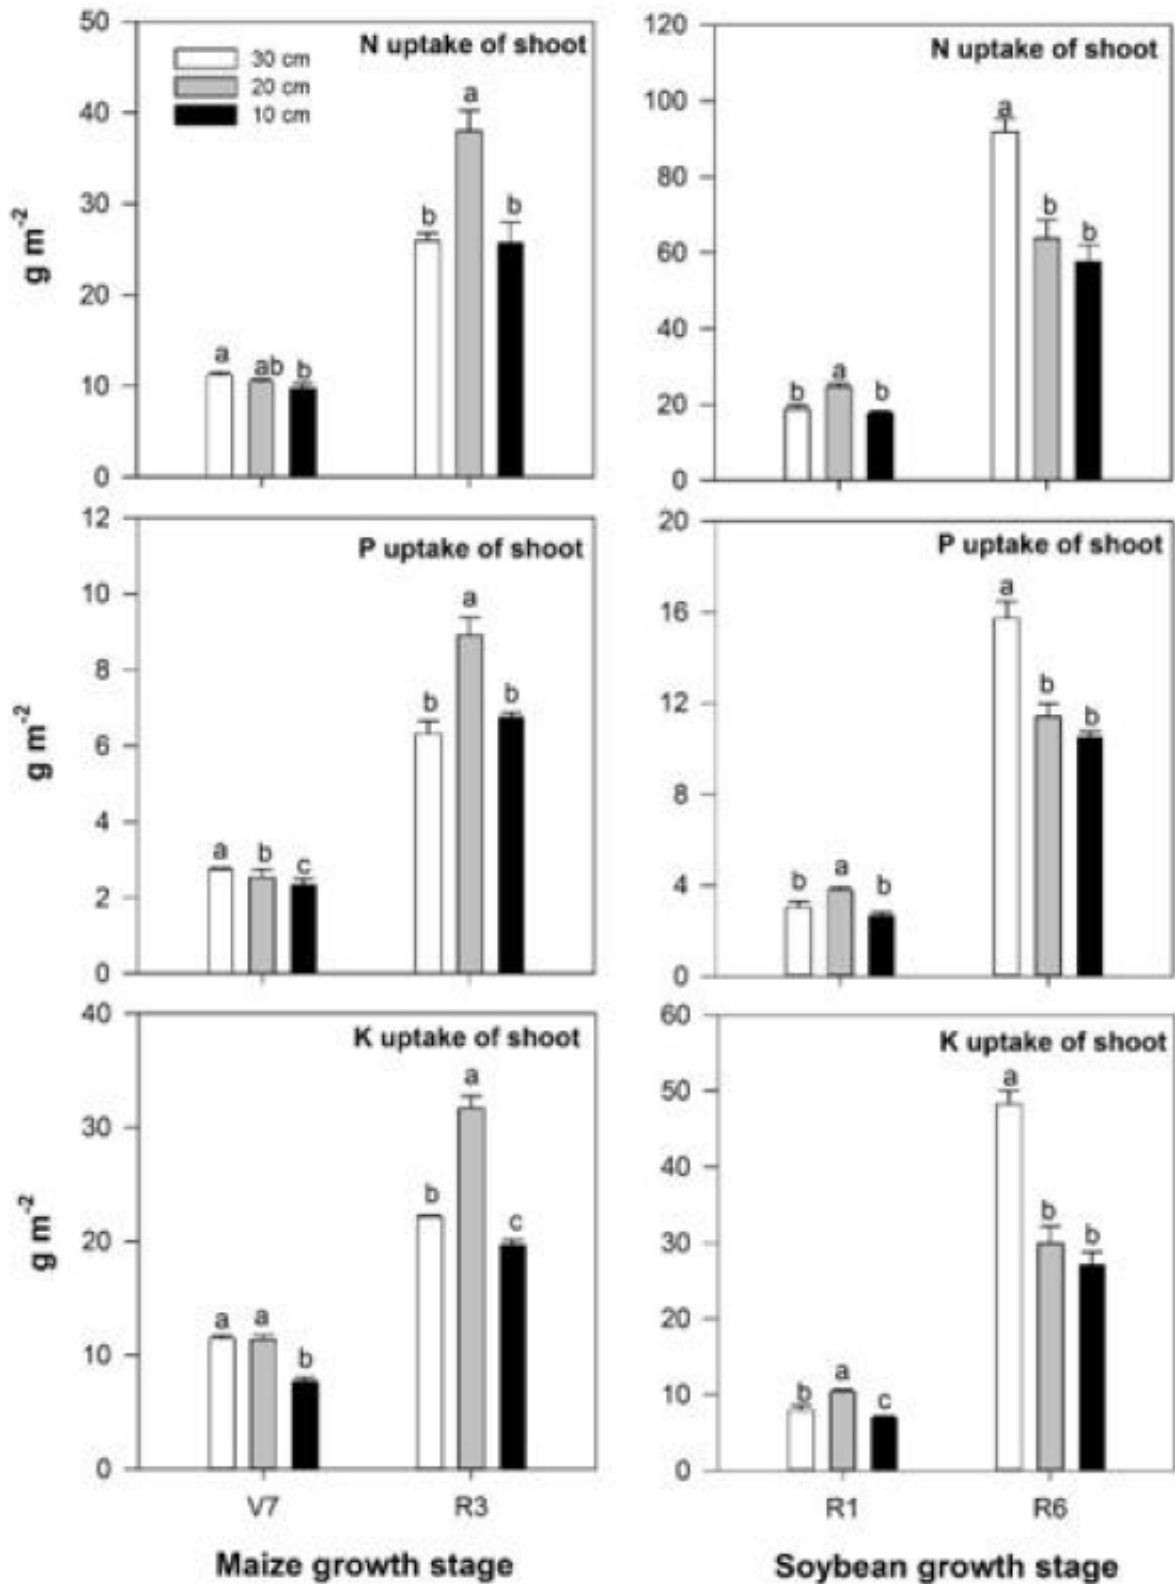 N uptake of shoot
30 cm
20 cm
10 cm
g m-2
50
40
30
20
10
0
a
ab
b
b
a
b
N uptake of shoot
120
100
80
60
40
20
0
b
a
b
a
b
b
P uptake of shoot
g m-2
12
10
8
6
4
2
0
a
b
c
b
a
b
P uptake of shoot
20
16
12
8
4
0
b
a
b
a
b
b
K uptake of shoot
g m-2
40
30
20
10
0
a
a
b
b
a
c
V7 R3
Maize growth stage
K uptake of shoot
60
50
40
30
20
10
0
b
a
c
a
b
b
R1 R6
Soybean growth stage